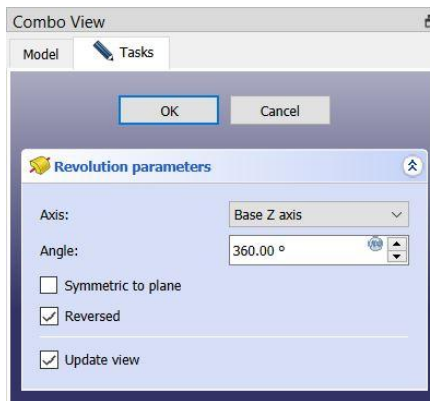 Combo View
Model Tasks
OK Cancel
Revolution parameters
Axis: Base Z axis
Angle: 360.00 °
Symmetric to plane
Reversed
Update view